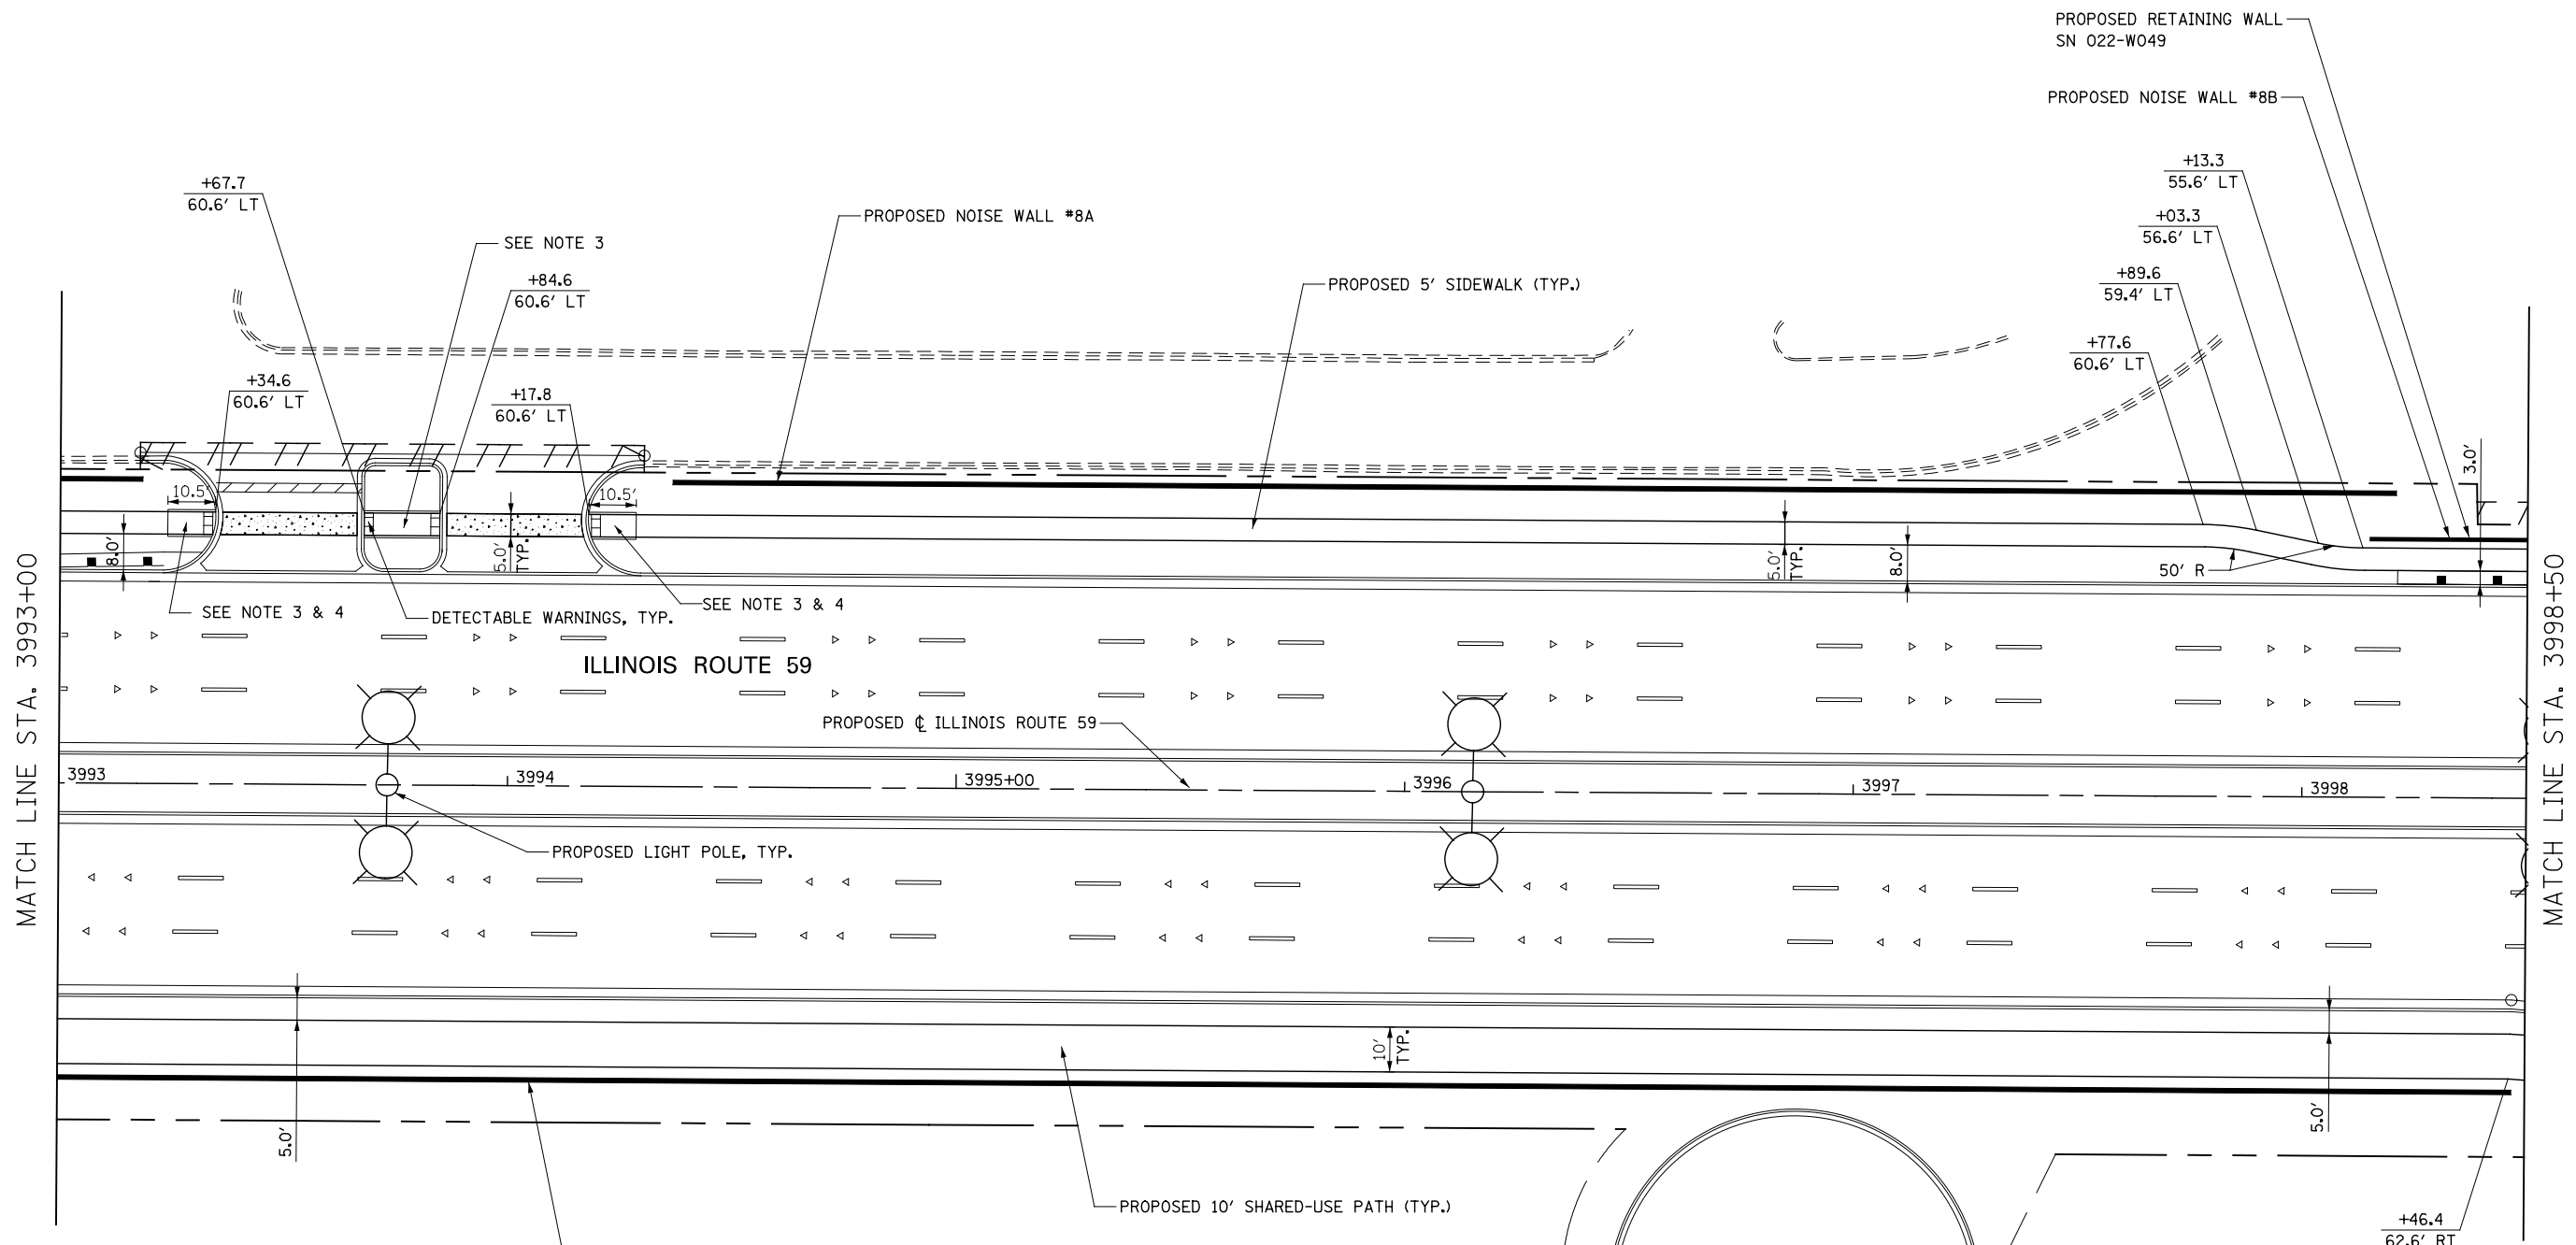 PROPOSED RETAINING WALL
SN 022-W049
PROPOSED NOISE WALL #8B
+13.3
55.6' LT
+67.7
60.6' LT
PROPOSED NOISE WALL #8A
+03.3
56.6' LT
SEE NOTE 3
+84.6
60.6' LT
PROPOSED 5' SIDEWALK (TYP.)
+89.6
59.4' LT
+77.6
60.6' LT
+34.6
60.6' LT
+17.8
60.6' LT
3.0'
10.5'
10.5'
8.0'
5.0'
TYP.
5.0'
TYP.
8.0'
50' R
SEE NOTE 3 & 4
DETECTABLE WARNINGS, TYP.
SEE NOTE 3 & 4
MATCH LINE STA. 3993+00
MATCH LINE STA. 3998+50
ILLINOIS ROUTE 59
PROPOSED ℄ ILLINOIS ROUTE 59
3993
3994
3995+00
3996
3997
3998
PROPOSED LIGHT POLE, TYP.
10'
TYP.
5.0'
5.0'
PROPOSED 10' SHARED-USE PATH (TYP.)
+46.4
62.6' RT